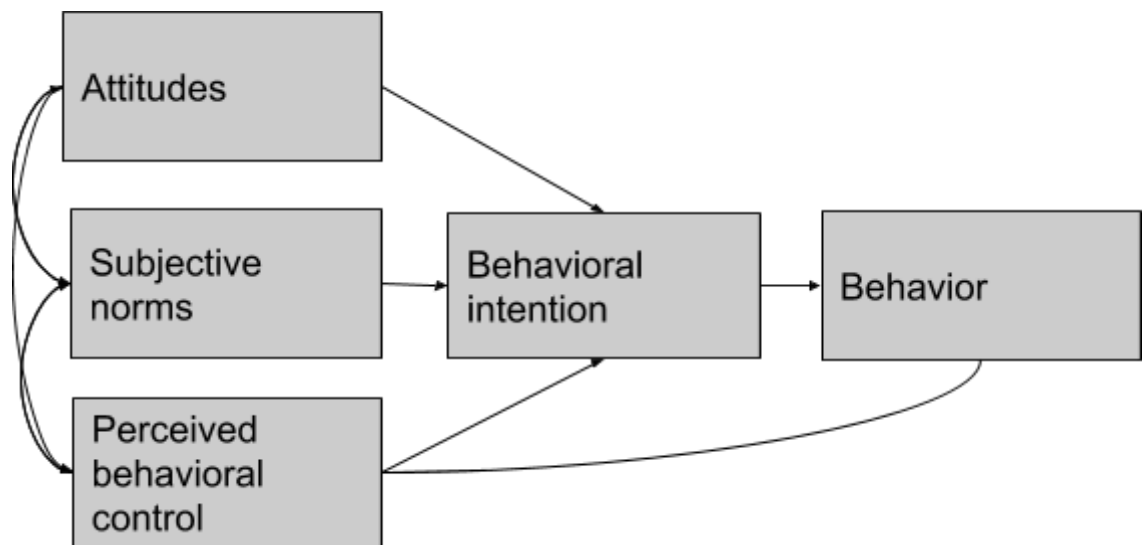 Attitudes
Subjective
norms
Perceived
behavioral
control
Behavioral
intention
Behavior